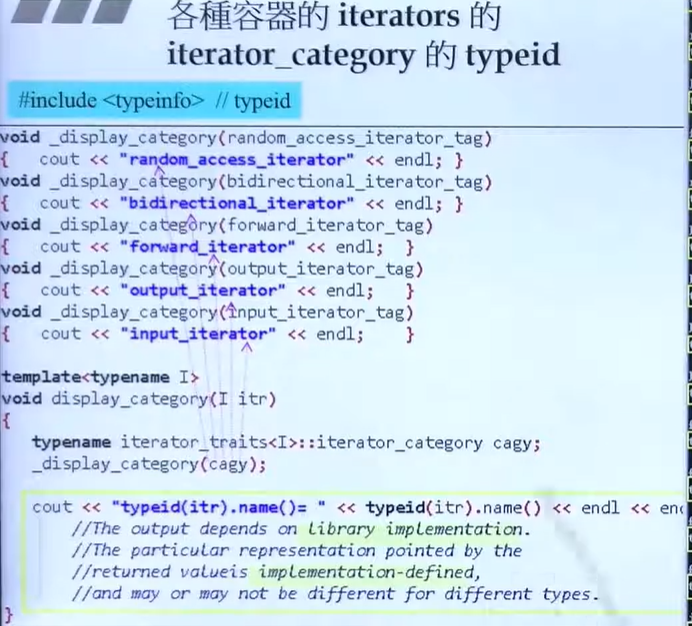 各種容器的 iterators 的
iterator_category 的 typeid
#include <typeinfo> // typeid
void _display_category(random_access_iterator_tag)
{ cout << "random_access_iterator" << endl; }
void _display_category(bidirectional_iterator_tag)
{ cout << "bidirectional_iterator" << endl; }
void _display_category(forward_iterator_tag)
{ cout << "forward_iterator" << endl; }
void _display_category(output_iterator_tag)
{ cout << "output_iterator" << endl; }
void _display_category(input_iterator_tag)
{ cout << "input_iterator" << endl; }
template<typename I>
void display_category(I itr)
{
typename iterator_traits<I>::iterator_category cagy;
_display_category(cagy);
cout << "typeid(itr).name()= " << typeid(itr).name() << endl << en
//The output depends on library implementation.
//The particular representation pointed by the
//returned valueis implementation-defined,
//and may or may not be different for different types.
}